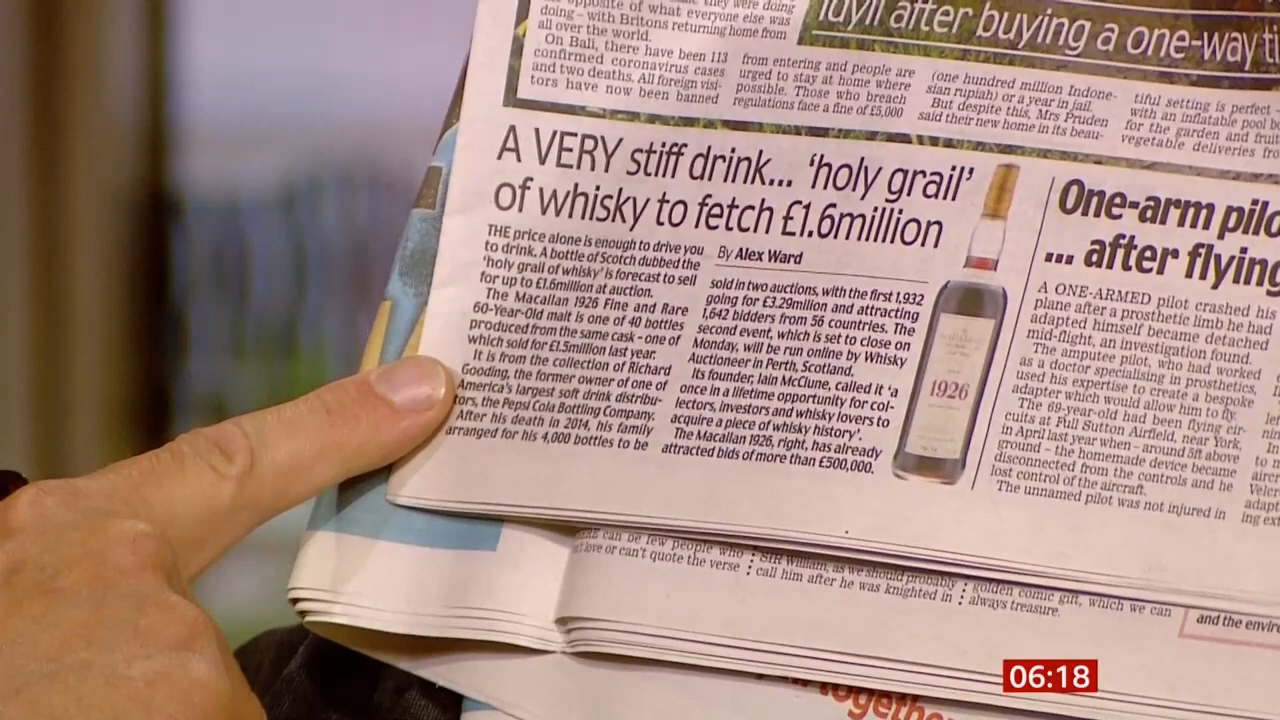 they were doing
opposite of what everyone else was
doing – with Britons returning home from
all over the world.
On Bali, there have been 113
confirmed coronavirus cases
and two deaths. All foreign visi-
tors have now been banned
from entering and people are
urged to stay at home where
possible. Those who breach
regulations face a fine of £5,000
(one hundred million Indone-
sian rupiah) or a year in jail.
But despite this, Mrs Pruden
said their new home in its beau-
tiful setting is perfect –
with an inflatable pool
for the garden and
vegetable deliveries
idyll after buying a one-way
A VERY stiff drink... ‘holy grail’
of whisky to fetch £1.6million
THE price alone is enough to drive you
to drink. A bottle of Scotch dubbed the
‘holy grail of whisky’ is forecast to sell
for up to £1.6million at auction.
The Macallan 1926 Fine and Rare
60-Year-Old malt is one of 40 bottles
produced from the same cask – one of
which sold for £1.5million last year.
It is from the collection of Richard
Gooding, the former owner of one of
America’s largest soft drink distribu-
tors, the Pepsi Cola Bottling Company.
After his death in 2014, his family
arranged for his 4,000 bottles to be
By Alex Ward
sold in two auctions, with the first 1,932
going for £3.29million and attracting
1,642 bidders from 56 countries. The
second event, which is set to close on
Monday, will be run online by Whisky
Auctioneer in Perth, Scotland.
Its founder, Iain McClune, called it ‘a
once in a lifetime opportunity for col-
lectors, investors and whisky lovers to
acquire a piece of whisky history’.
The Macallan 1926, right, has already
attracted bids of more than £500,000.
1926
One-arm
... after flying
A ONE-ARMED pilot crashed his
plane after a prosthetic limb he had
adapted himself became detached
mid-flight, an investigation found.
The amputee pilot, who had worked
as a doctor specialising in prosthetics,
used his expertise to create a bespoke
adapter which would allow him to fly.
The 69-year-old had been flying cir-
cuits at Full Sutton Airfield, near York,
in April last year when – around 5ft above
ground – the homemade device became
disconnected from the controls and he
lost control of the aircraft.
The unnamed pilot was not injured in
can be few people who
love or can’t quote the verse
SIR William, as we should probably
call him after he was knighted in
golden comic gift, which we can
always treasure.
and the
06:18